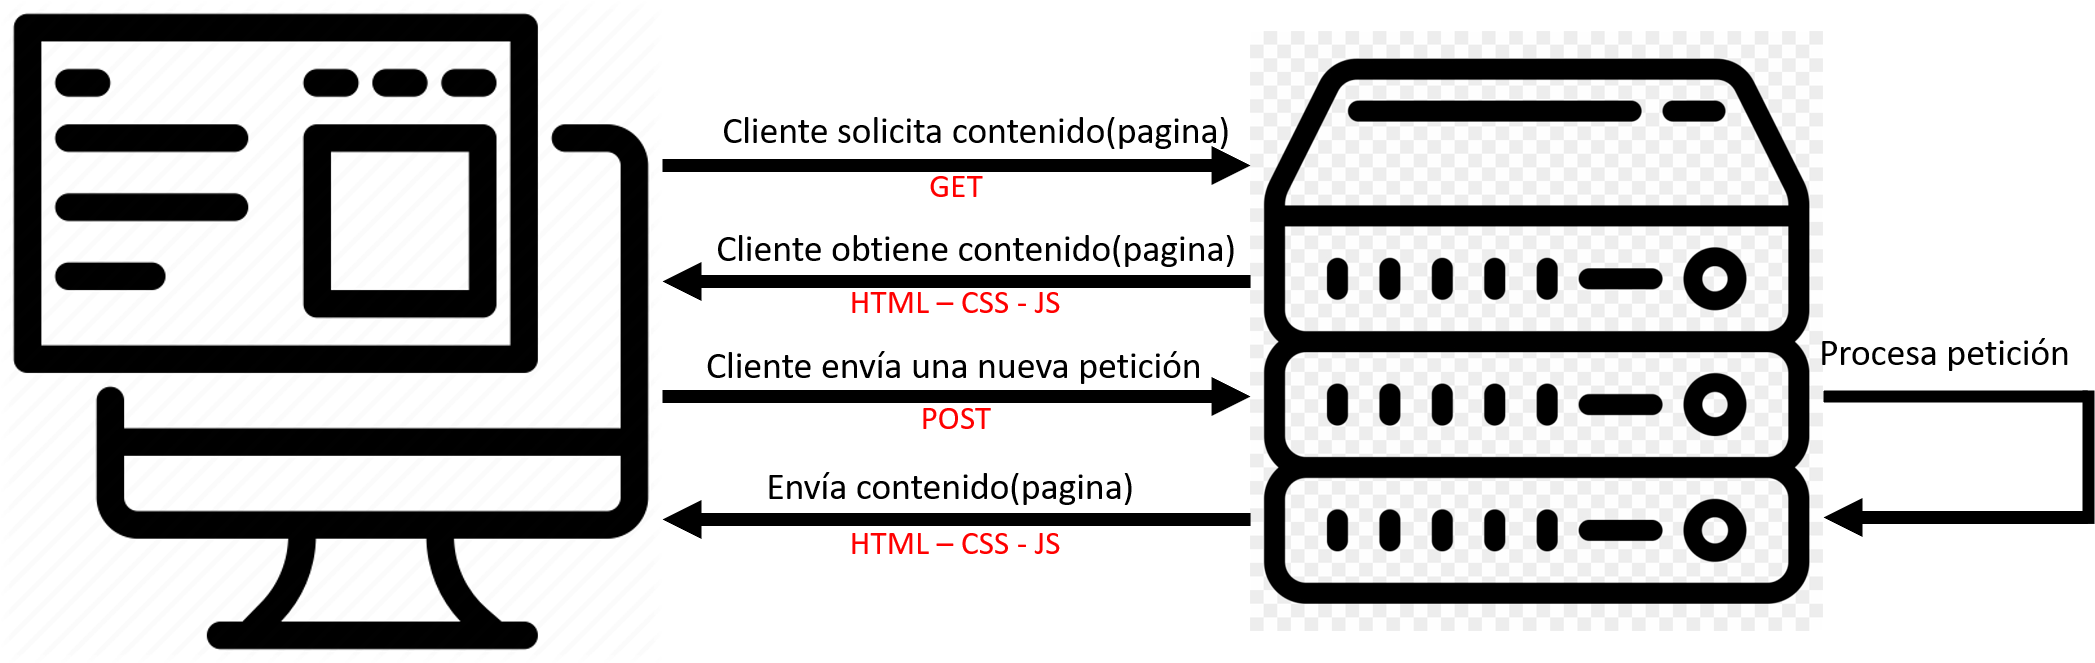 Cliente solicita contenido(pagina)
GET
Cliente obtiene contenido(pagina)
HTML – CSS - JS
Cliente envía una nueva petición
POST
Procesa petición
Envía contenido(pagina)
HTML – CSS - JS